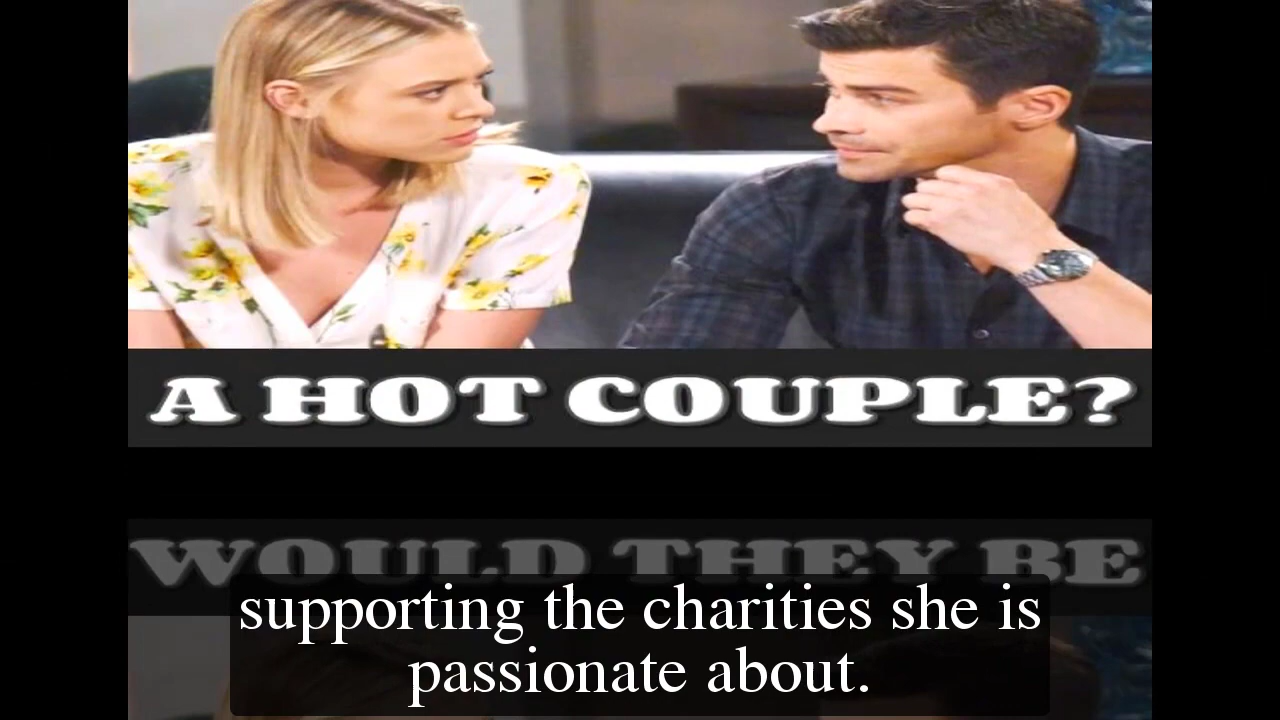 A HOT COUPLE?
WOULD THEY BE
supporting the charities she is
passionate about.